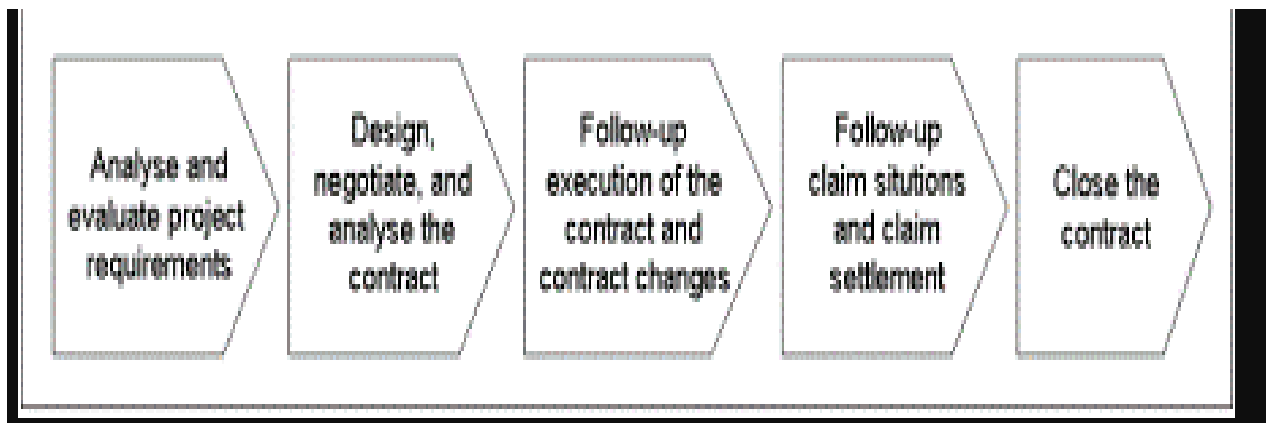 Analyse and
evaluate project
requirements
Design,
negotiate, and
analyse the
contract
Follow-up
execution of the
contract and
contract changes
Follow-up
claim situtions
and claim
settlement
Close the
contract